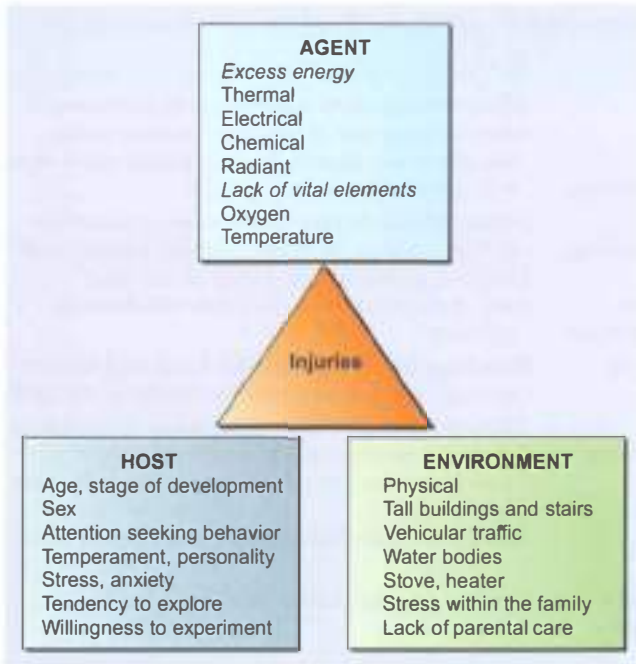 AGENT
Excess energy
Thermal
Electrical
Chemical
Radiant
Lack of vital elements
Oxygen
Temperature
Injuries
HOST
Age, stage of development
Sex
Attention seeking behavior
Temperament, personality
Stress, anxiety
Tendency to explore
Willingness to experiment
ENVIRONMENT
Physical
Tall buildings and stairs
Vehicular traffic
Water bodies
Stove, heater
Stress within the family
Lack of parental care